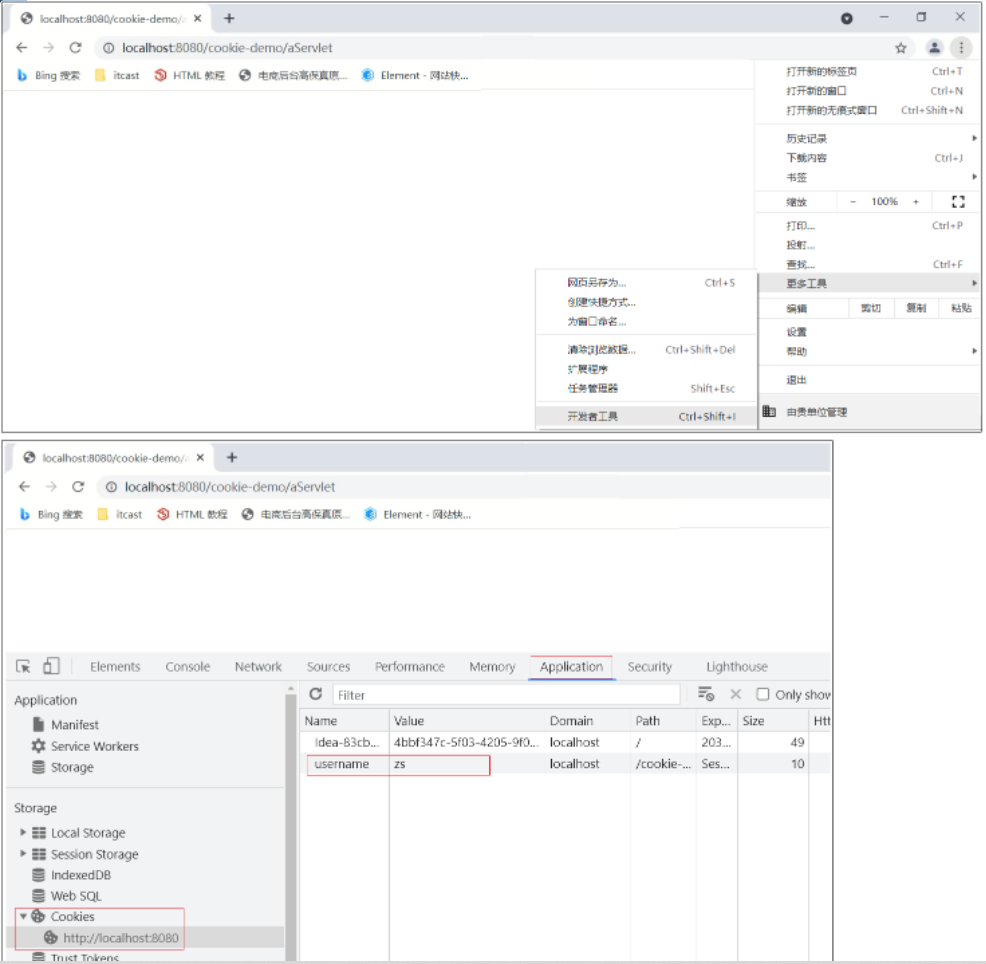 localhost:8080/cookie-demo/a
localhost:8080/cookie-demo/aServlet
Bing 搜索 itcast HTML 教程 电商后台高保真原... Element - 网站快...
打开新的标签页 Ctrl+T
打开新的窗口 Ctrl+N
打开新的无痕式窗口 Ctrl+Shift+N
历史记录
下载内容 Ctrl+J
书签
缩放 − 100% +
打印... Ctrl+P
投射...
查找... Ctrl+F
更多工具
编辑 剪切 复制 粘贴
设置
帮助
退出
由贵单位管理
网页另存为... Ctrl+S
创建快捷方式...
为窗口命名...
清除浏览数据... Ctrl+Shift+Del
扩展程序
任务管理器 Shift+Esc
开发者工具 Ctrl+Shift+I
localhost:8080/cookie-demo/a
localhost:8080/cookie-demo/aServlet
Bing 搜索 itcast HTML 教程 电商后台高保真原... Element - 网站快...
Elements Console Network Sources Performance Memory Application Security Lighthouse
Application
Manifest
Service Workers
Storage
Storage
Local Storage
Session Storage
IndexedDB
Web SQL
Cookies
http://localhost:8080
Trust Tokens
Filter Only show
Name Value Domain Path Exp... Size Htt
Idea-83cb... 4bbf347c-5f03-4205-9f0... localhost / 203... 49
username zs localhost /cookie-... Ses... 10